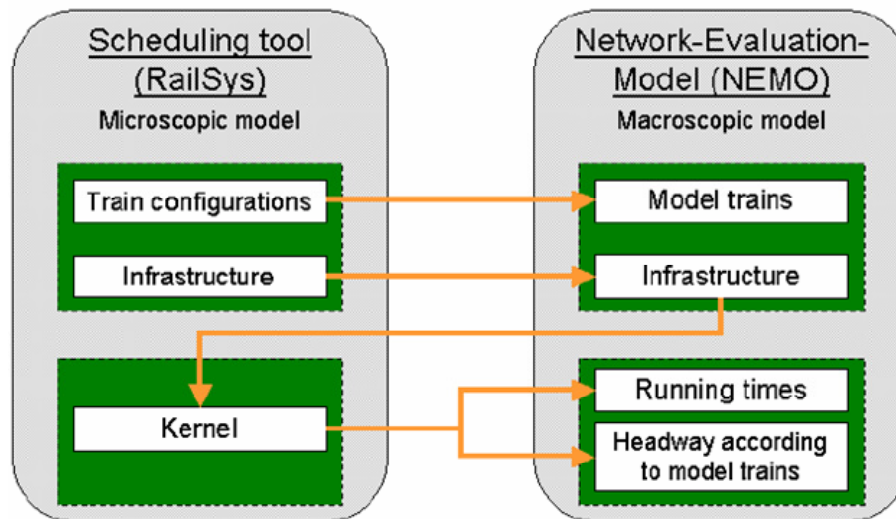 Scheduling tool
(RailSys)
Microscopic model
Train configurations
Infrastructure
Kernel
Network-Evaluation-
Model (NEMO)
Macroscopic model
Model trains
Infrastructure
Running times
Headway according
to model trains